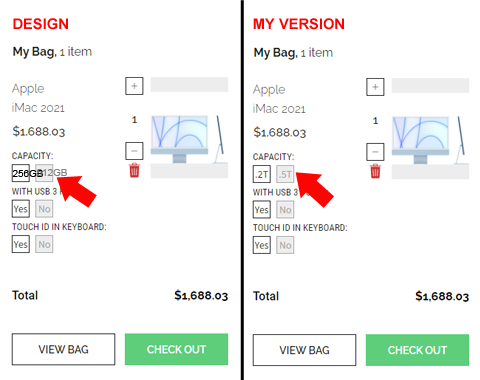 DESIGN
My Bag, 1 item
Apple
iMac 2021
$1,688.03
+
1
−
CAPACITY:
256GB 512GB
WITH USB 3
Yes No
TOUCH ID IN KEYBOARD:
Yes No
Total $1,688.03
VIEW BAG CHECK OUT
MY VERSION
My Bag, 1 item
Apple
iMac 2021
$1,688.03
+
1
−
CAPACITY:
.2T .5T
WITH USB 3
Yes No
TOUCH ID IN KEYBOARD:
Yes No
Total $1,688.03
VIEW BAG CHECK OUT